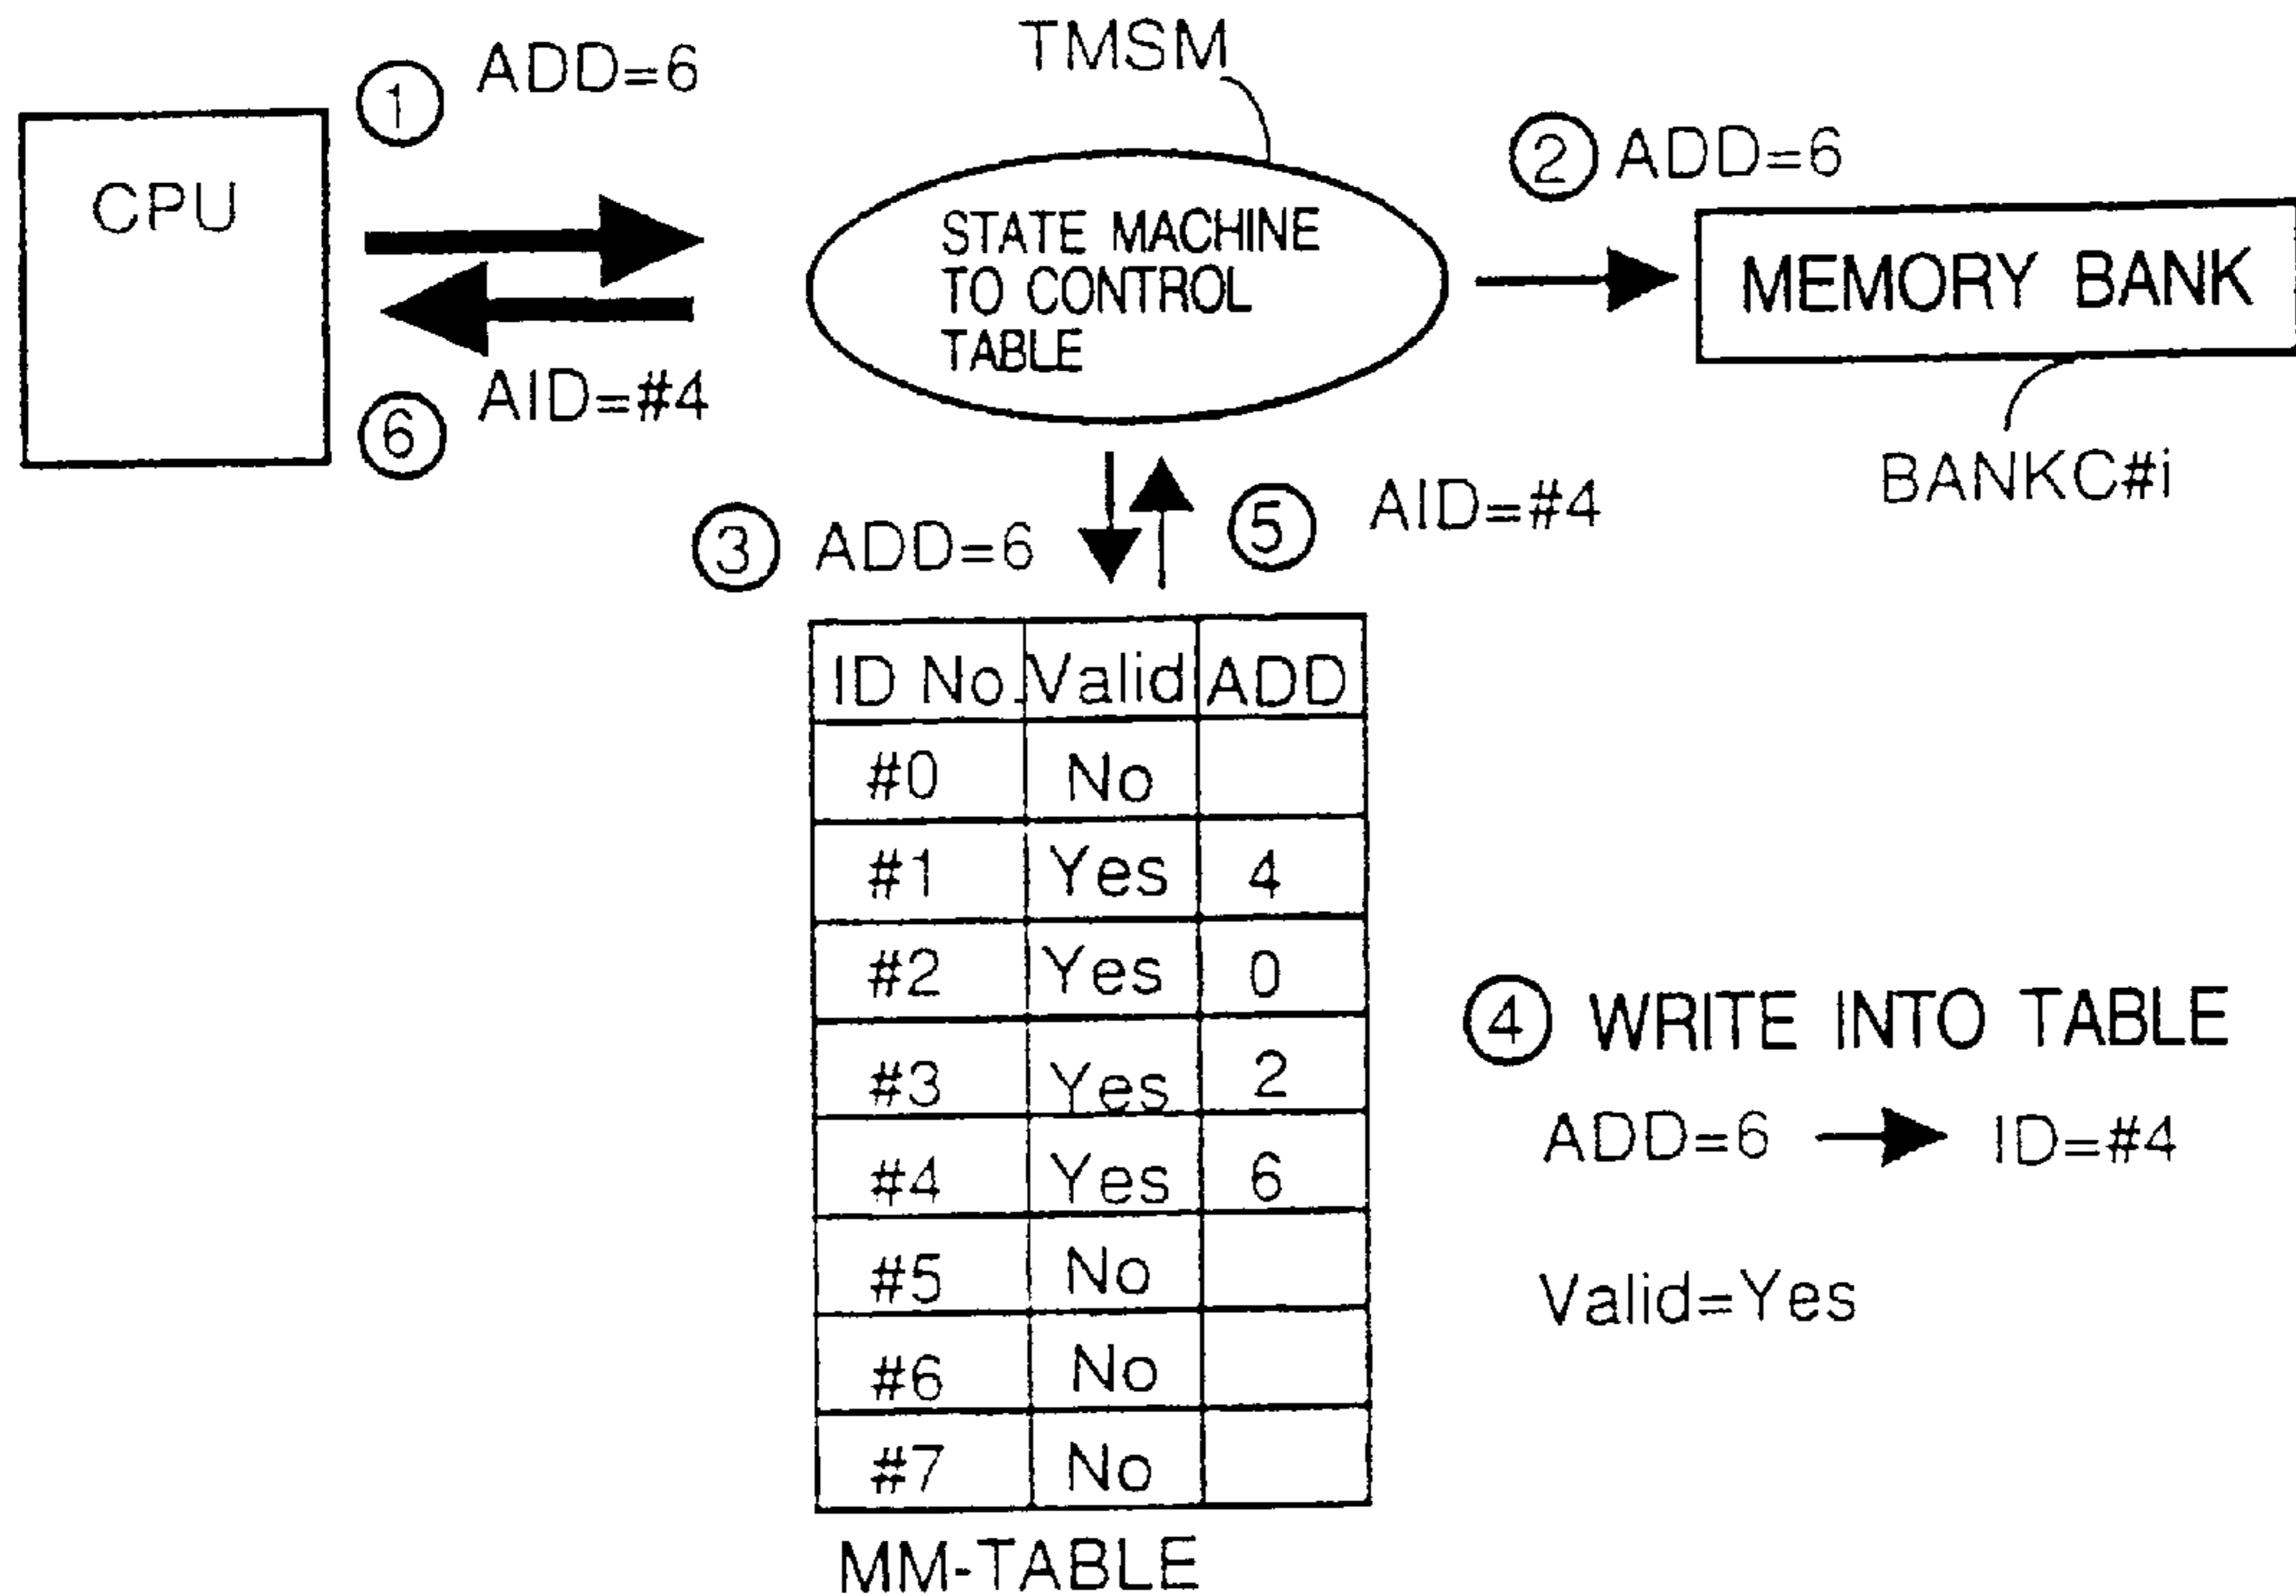 TMSM
① ADD=6
② ADD=6
CPU
STATE MACHINE
TO CONTROL
TABLE
MEMORY BANK
⑥ AID=#4
BANKC#i
③ ADD=6
⑤ AID=#4
ID No. Valid ADD
#0 No
#1 Yes 4
#2 Yes 0
#3 Yes 2
#4 Yes 6
#5 No
#6 No
#7 No
MM-TABLE
④ WRITE INTO TABLE
ADD=6 → ID=#4
Valid=Yes